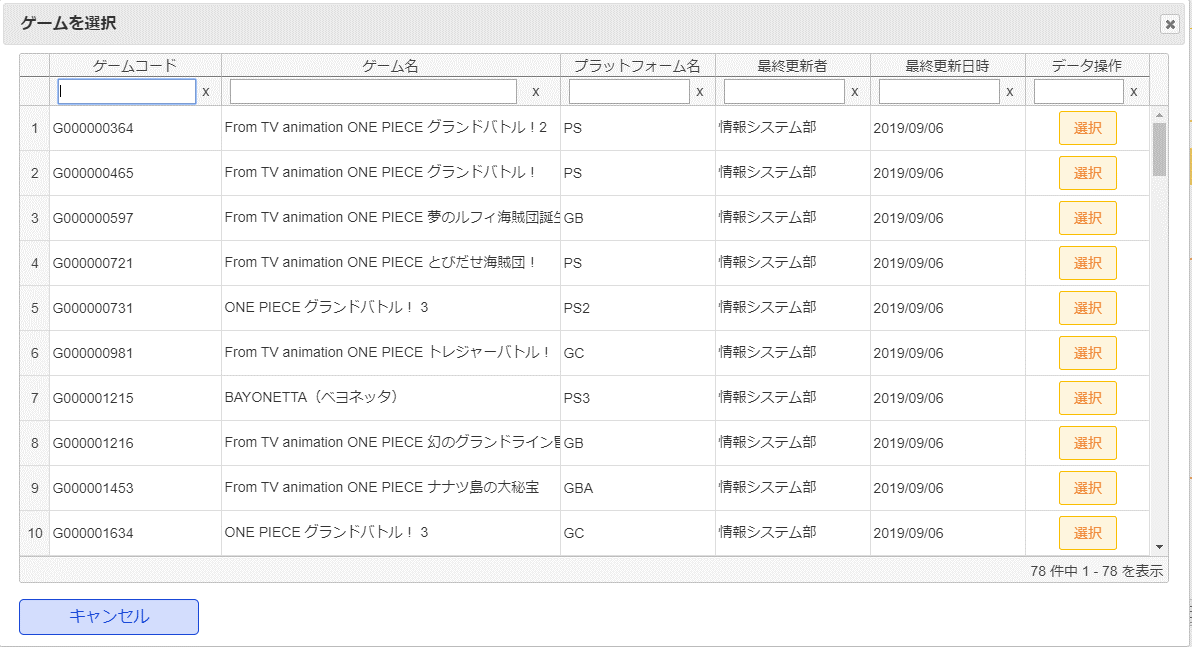 ゲームを選択
ゲームコード ゲーム名 プラットフォーム名 最終更新者 最終更新日時 データ操作
x x x x x x
1 G000000364 From TV animation ONE PIECE グランドバトル！2 PS 情報システム部 2019/09/06 選択
2 G000000465 From TV animation ONE PIECE グランドバトル！ PS 情報システム部 2019/09/06 選択
3 G000000597 From TV animation ONE PIECE 夢のルフィ海賊団誕生 GB 情報システム部 2019/09/06 選択
4 G000000721 From TV animation ONE PIECE とびだせ海賊団！ PS 情報システム部 2019/09/06 選択
5 G000000731 ONE PIECE グランドバトル！ 3 PS2 情報システム部 2019/09/06 選択
6 G000000981 From TV animation ONE PIECE トレジャーバトル！ GC 情報システム部 2019/09/06 選択
7 G000001215 BAYONETTA（ベヨネッタ） PS3 情報システム部 2019/09/06 選択
8 G000001216 From TV animation ONE PIECE 幻のグランドライン GB 情報システム部 2019/09/06 選択
9 G000001453 From TV animation ONE PIECE ナナツ島の大秘宝 GBA 情報システム部 2019/09/06 選択
10 G000001634 ONE PIECE グランドバトル！ 3 GC 情報システム部 2019/09/06 選択
78 件中 1 - 78 を表示
キャンセル